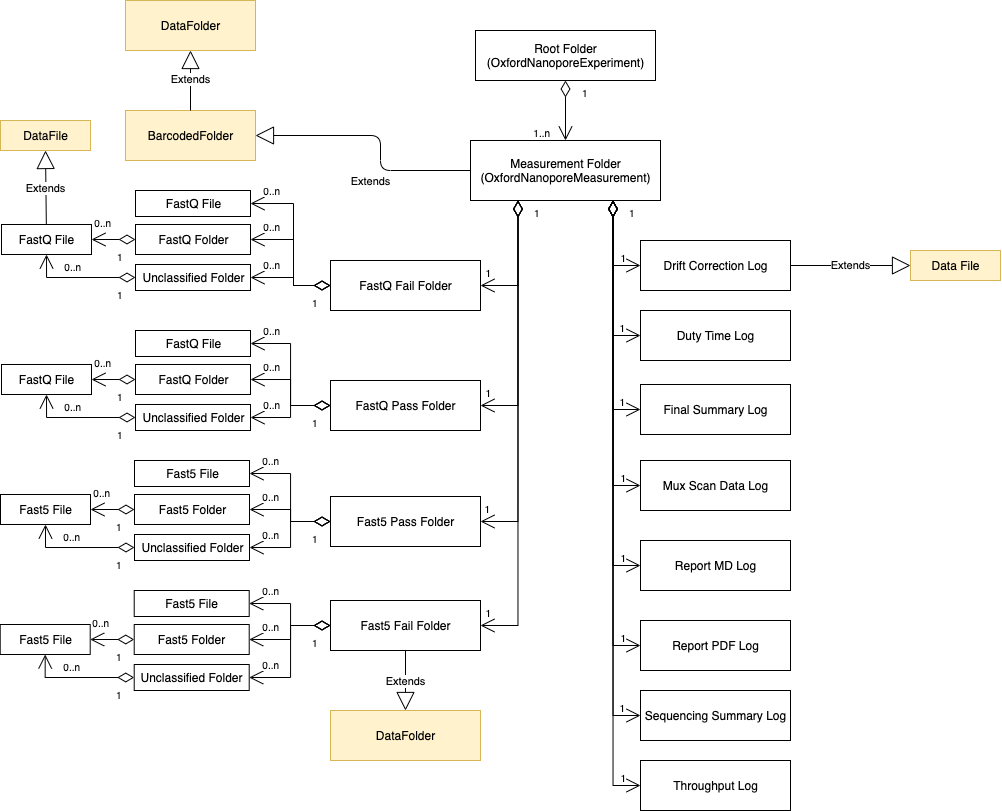 DataFolder
Root Folder
(OxfordNanoporeExperiment)
Extends
1
DataFile
BarcodedFolder
1..n
Measurement Folder
(OxfordNanoporeMeasurement)
Extends
Extends
0..n
FastQ File
1
1
0..n
FastQ File
0..n
FastQ Folder
1
0..n
Unclassified Folder
0..n
1
1
FastQ Fail Folder
1
1
Drift Correction Log
Extends
Data File
FastQ File
0..n
1
Duty Time Log
0..n
FastQ File
1
FastQ Folder
0..n
0..n
1
Unclassified Folder
0..n
1
FastQ Pass Folder
1
1
Final Summary Log
Fast5 File
0..n
1
Mux Scan Data Log
0..n
Fast5 File
1
Fast5 Folder
0..n
0..n
1
Unclassified Folder
0..n
1
Fast5 Pass Folder
1
1
Report MD Log
Fast5 File
0..n
0..n
Fast5 File
1
Fast5 Folder
0..n
0..n
1
Unclassified Folder
0..n
1
Fast5 Fail Folder
1
1
Report PDF Log
Extends
DataFolder
1
Sequencing Summary Log
1
Throughput Log